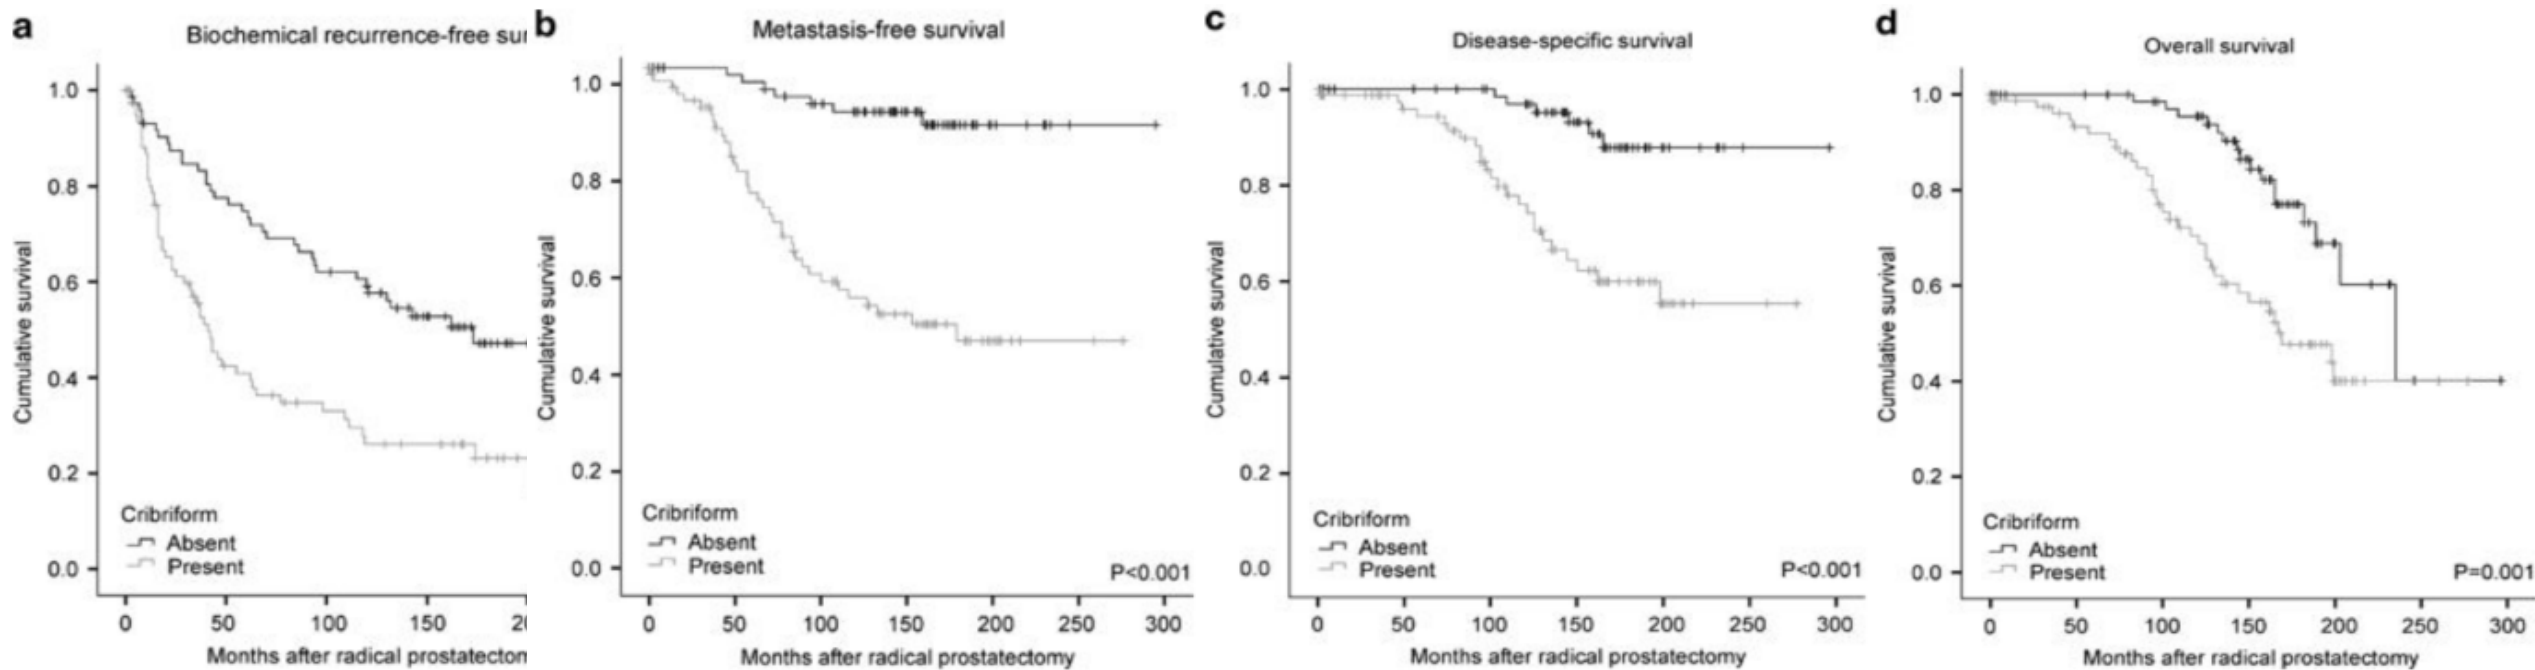 a
Biochemical recurrence-free sur
Cumulative survival
1.0
0.8
0.6
0.4
0.2
0.0
Cribriform
Absent
Present
0 50 100 150 20
Months after radical prostatecton
b
Metastasis-free survival
Cumulative survival
1.0
0.8
0.6
0.4
0.2
0.0
Cribriform
Absent
Present
P<0.001
0 50 100 150 200 250 300
Months after radical prostatectomy
c
Disease-specific survival
Cumulative survival
1.0
0.8
0.6
0.4
0.2
0.0
Cribriform
Absent
Present
P<0.001
0 50 100 150 200 250 300
Months after radical prostatectomy
d
Overall survival
Cumulative survival
1.0
0.8
0.6
0.4
0.2
0.0
Cribriform
Absent
Present
P=0.001
0 50 100 150 200 250 300
Months after radical prostatectomy